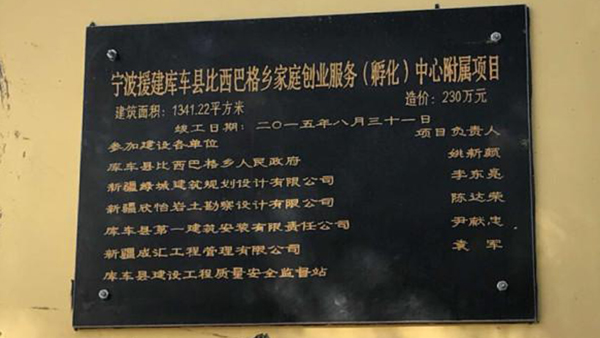 宁波援建库车县比西巴格乡家庭创业服务（孵化）中心附属项目
建筑面积：1341.22平方米 造价：230万元
竣工日期：二〇一五年八月三十一日
参加建设各单位 项目负责人
库车县比西巴格乡人民政府 姚新颜
新疆绿城建筑规划设计有限公司 李东亮
新疆欣怡岩土勘察设计有限公司 陈达荣
库车县第一建筑安装有限责任公司 尹献忠
新疆成汇工程管理有限公司 袁军
库车县建设工程质量安全监督站